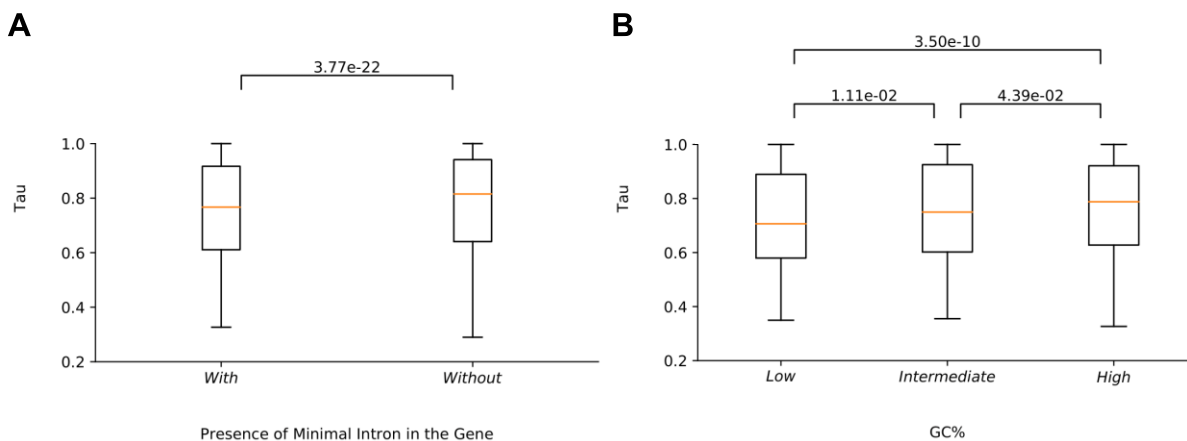 A
3.77e-22
1.0
0.8
0.6
0.4
0.2
Tau
With
Without
Presence of Minimal Intron in the Gene
B
3.50e-10
1.11e-02
4.39e-02
1.0
0.8
0.6
0.4
0.2
Tau
Low
Intermediate
High
GC%